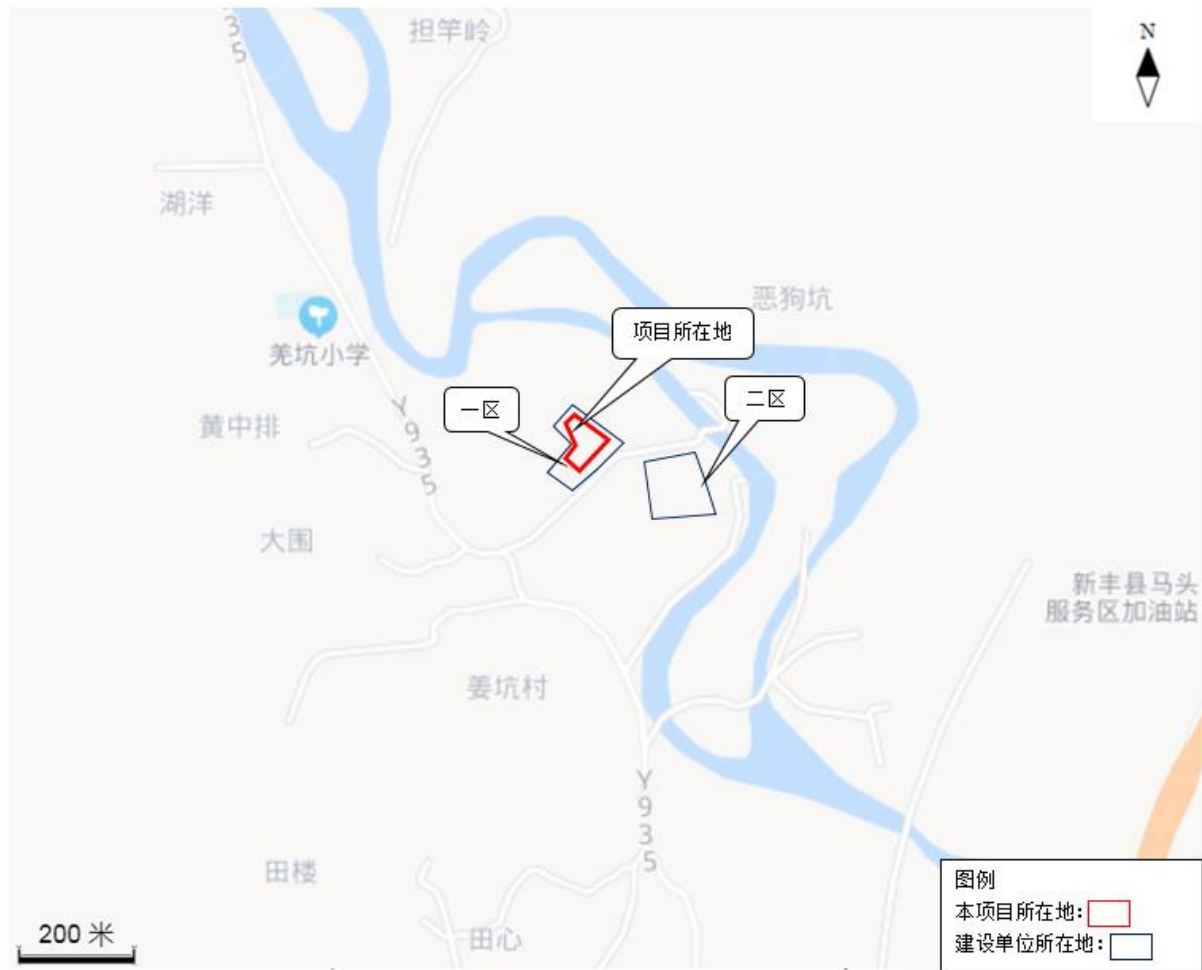 担竿岭
N
935
湖洋
恶狗坑
羌坑小学
项目所在地
一区
二区
黄中排
Y935
大围
新丰县马头
服务区加油站
姜坑村
Y935
田楼
田心
200 米
图例
本项目所在地:
建设单位所在地: